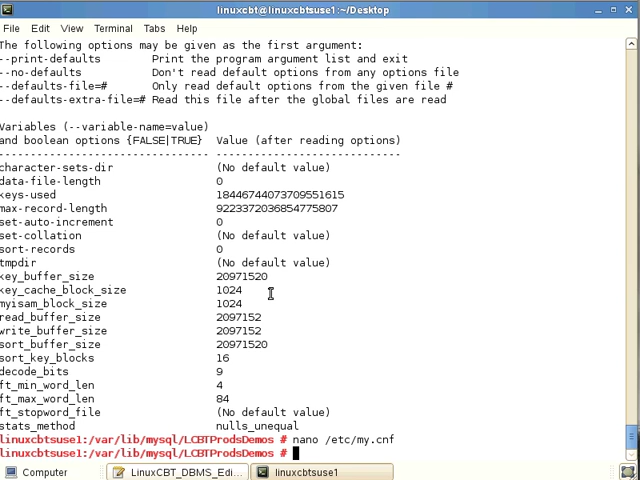 linuxcbt@linuxcbtsuse1:~/Desktop
File Edit View Terminal Tabs Help
The following options may be given as the first argument:
--print-defaults Print the program argument list and exit
--no-defaults Don't read default options from any options file
--defaults-file=# Only read default options from the given file #
--defaults-extra-file=# Read this file after the global files are read
Variables (--variable-name=value)
and boolean options {FALSE|TRUE} Value (after reading options)
--------------------------------- -----------------------------
character-sets-dir (No default value)
data-file-length 0
keys-used 18446744073709551615
max-record-length 9223372036854775807
set-auto-increment 0
set-collation (No default value)
sort-records 0
tmpdir (No default value)
key_buffer_size 20971520
key_cache_block_size 1024
myisam_block_size 1024
read_buffer_size 2097152
write_buffer_size 2097152
sort_buffer_size 20971520
sort_key_blocks 16
decode_bits 9
ft_min_word_len 4
ft_max_word_len 84
ft_stopword_file (No default value)
stats_method nulls_unequal
linuxcbtsuse1:/var/lib/mysql/LCBTProdsDemos # nano /etc/my.cnf
linuxcbtsuse1:/var/lib/mysql/LCBTProdsDemos #
Computer LinuxCBT_DBMS_Edi... linuxcbtsuse1